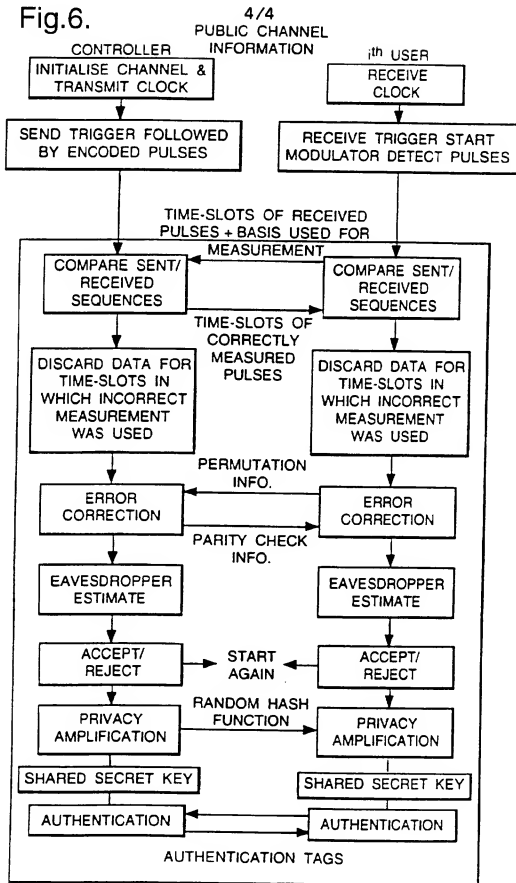 Fig.6.
4/4
PUBLIC CHANNEL
INFORMATION
CONTROLLER
INITIALISE CHANNEL &
TRANSMIT CLOCK
ith USER
RECEIVE
CLOCK
SEND TRIGGER FOLLOWED
BY ENCODED PULSES
RECEIVE TRIGGER START
MODULATOR DETECT PULSES
TIME-SLOTS OF RECEIVED
PULSES + BASIS USED FOR
MEASUREMENT
COMPARE SENT/
RECEIVED
SEQUENCES
COMPARE SENT/
RECEIVED
SEQUENCES
TIME-SLOTS OF
CORRECTLY
MEASURED
PULSES
DISCARD DATA FOR
TIME-SLOTS IN
WHICH INCORRECT
MEASUREMENT
WAS USED
DISCARD DATA FOR
TIME-SLOTS IN
WHICH INCORRECT
MEASUREMENT
WAS USED
PERMUTATION
INFO.
ERROR
CORRECTION
ERROR
CORRECTION
PARITY CHECK
INFO.
EAVESDROPPER
ESTIMATE
EAVESDROPPER
ESTIMATE
ACCEPT/
REJECT
START
AGAIN
ACCEPT/
REJECT
RANDOM HASH
FUNCTION
PRIVACY
AMPLIFICATION
PRIVACY
AMPLIFICATION
SHARED SECRET KEY
SHARED SECRET KEY
AUTHENTICATION
AUTHENTICATION
AUTHENTICATION TAGS